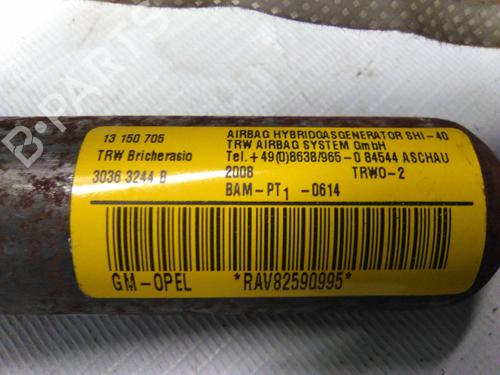 13 150 705
TRW Bricherasio
3036 3244 B
AIRBAG HYBRIDGASGENERATOR SHI-40
TRW AIRBAG SYSTEM GmbH
Tel.+49(0)8638/965-0 84544 ASCHAU
2008 TRWO-2
BAM-PT1 -0614
GM-OPEL *RAV82590995*
B-PARTS